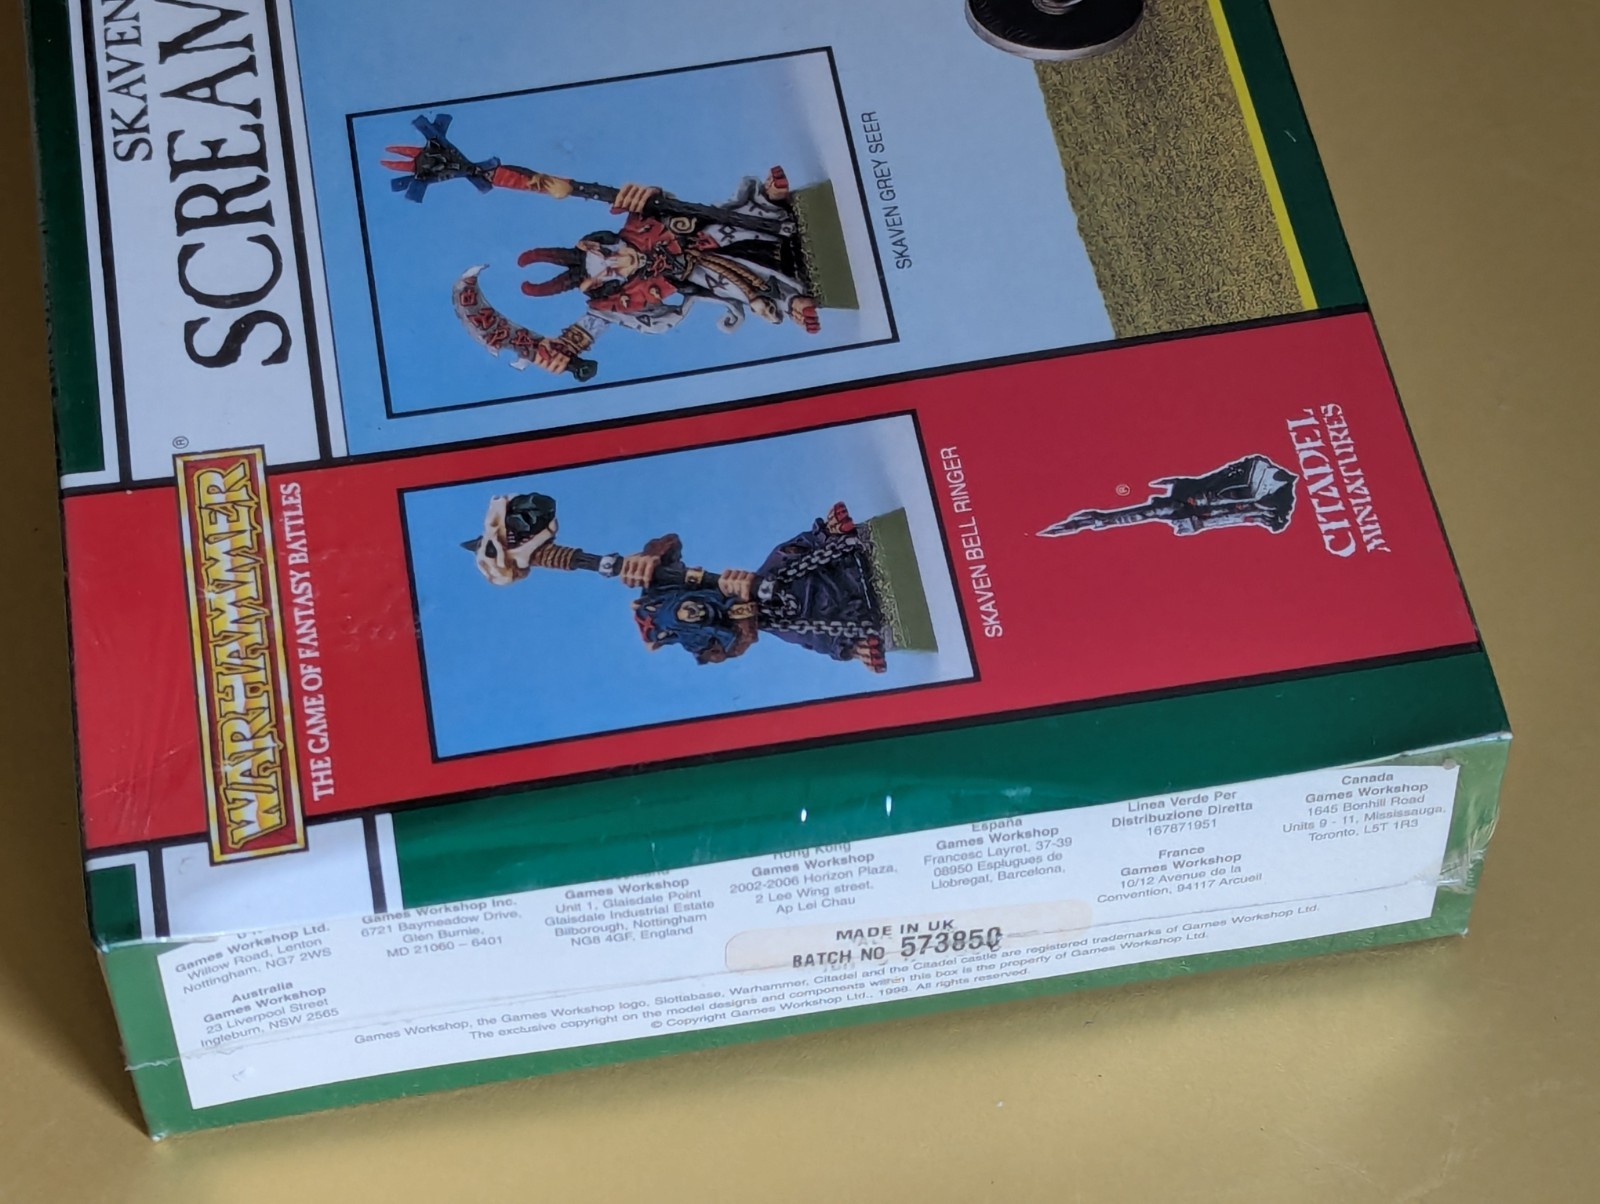 SKAVEN
SCREAM
SKAVEN GREY SEER
WARHAMMER
®
THE GAME OF FANTASY BATTLES
SKAVEN BELL RINGER
®
CITADEL
MINIATURES
Games Workshop Ltd.
Willow Road, Lenton
Nottingham, NG7 2WS
Australia
Games Workshop
23 Liverpool Street
Ingleburn, NSW 2565
Games Workshop Inc.
6721 Baymeadow Drive,
Glen Burnie,
MD 21060 – 6401
Games Workshop
Unit 1, Glaisdale Point
Glaisdale Industrial Estate
Bilborough, Nottingham
NG8 4GF, England
Hong Kong
Games Workshop
2002-2006 Horizon Plaza,
2 Lee Wing street,
Ap Lei Chau
España
Games Workshop
Francesc Layret, 37-39
08950 Esplugues de
Llobregat, Barcelona,
Linea Verde Per
Distribuzione Diretta
167871951
France
Games Workshop
10/12 Avenue de la
Convention, 94117 Arcueil
Canada
Games Workshop
1645 Bonhill Road
Units 9 - 11, Mississauga,
Toronto, L5T 1R3
MADE IN UK
BATCH NO 573850
Games Workshop, the Games Workshop logo, Slottabase, Warhammer, Citadel and the Citadel castle are registered trademarks of Games Workshop Ltd.
The exclusive copyright on the model designs and components within this box is the property of Games Workshop Ltd.
© Copyright Games Workshop Ltd., 1998. All rights reserved.